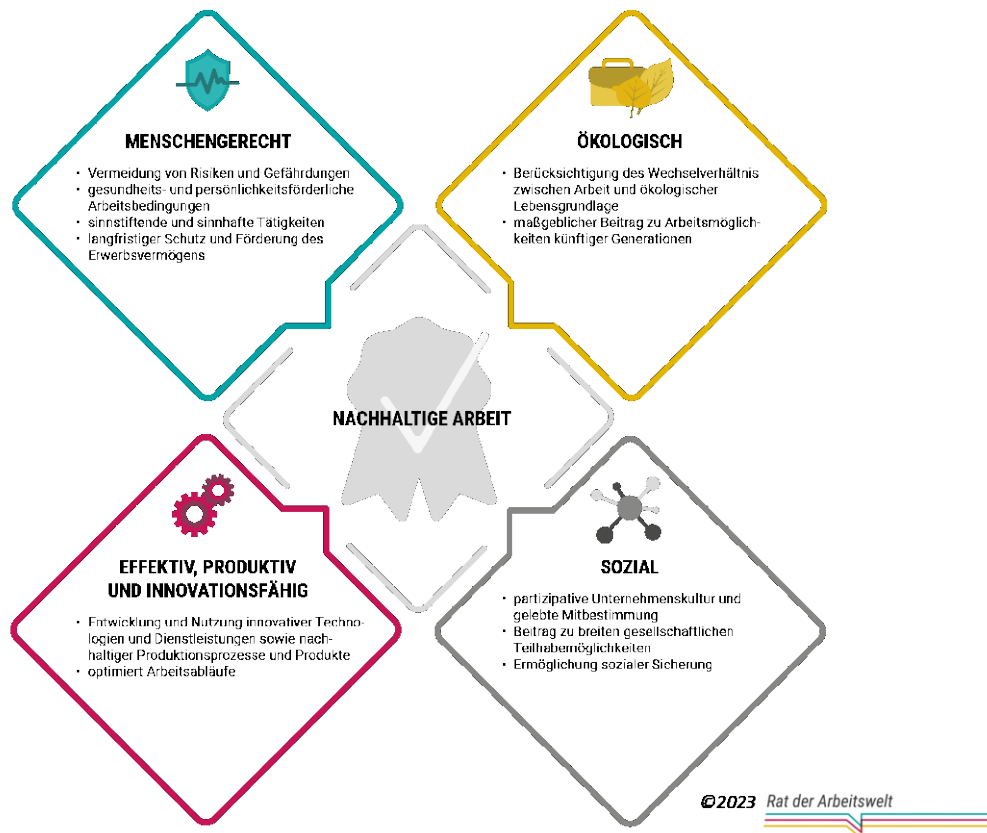 MENSCHENGERECHT
• Vermeidung von Risiken und Gefährdungen
• gesundheits- und persönlichkeitsförderliche
Arbeitsbedingungen
• sinnstiftende und sinnhafte Tätigkeiten
• langfristiger Schutz und Förderung des
Erwerbsvermögens
ÖKOLOGISCH
• Berücksichtigung des Wechselverhältnis
zwischen Arbeit und ökologischer
Lebensgrundlage
• maßgeblicher Beitrag zu Arbeitsmöglich-
keiten künftiger Generationen
NACHHALTIGE ARBEIT
EFFEKTIV, PRODUKTIV
UND INNOVATIONSFÄHIG
• Entwicklung und Nutzung innovativer Techno-
logien und Dienstleistungen sowie nach-
haltiger Produktionsprozesse und Produkte
• optimiert Arbeitsabläufe
SOZIAL
• partizipative Unternehmenskultur und
gelebte Mitbestimmung
• Beitrag zu breiten gesellschaftlichen
Teilhabemöglichkeiten
• Ermöglichung sozialer Sicherung
©2023 Rat der Arbeitswelt